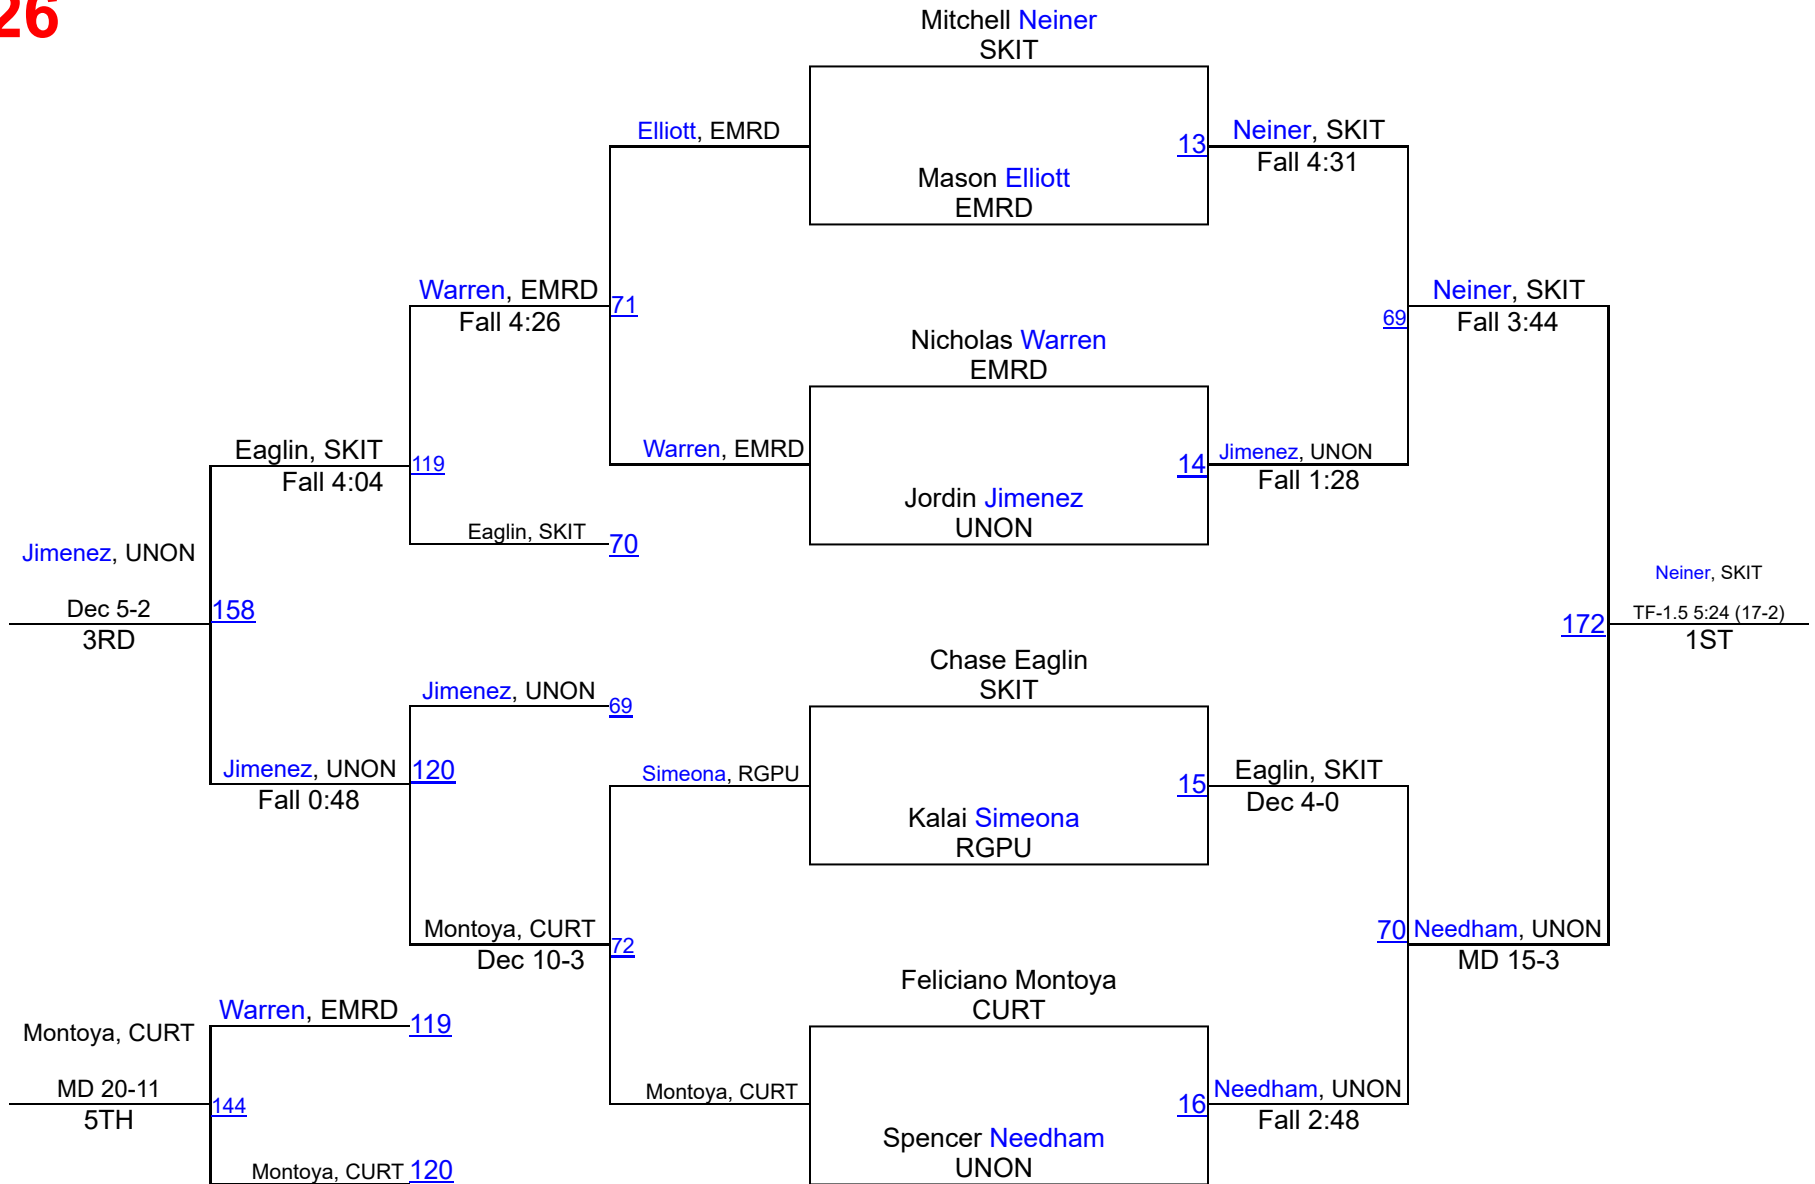 26
Mitchell Neiner
SKIT
Elliott, EMRD
13
Neiner, SKIT
Fall 4:31
Mason Elliott
EMRD
Warren, EMRD
Fall 4:26
71
69
Neiner, SKIT
Fall 3:44
Nicholas Warren
EMRD
Eaglin, SKIT
Fall 4:04
119
Warren, EMRD
14
Jimenez, UNON
Fall 1:28
Jordin Jimenez
UNON
Eaglin, SKIT
70
Jimenez, UNON
Dec 5-2
3RD
158
Neiner, SKIT
TF-1.5 5:24 (17-2)
1ST
172
Chase Eaglin
SKIT
Jimenez, UNON
69
Jimenez, UNON
Fall 0:48
120
Simeona, RGPU
15
Eaglin, SKIT
Dec 4-0
Kalai Simeona
RGPU
Montoya, CURT
Dec 10-3
72
70
Needham, UNON
MD 15-3
Feliciano Montoya
CURT
Warren, EMRD
119
Montoya, CURT
MD 20-11
5TH
144
Montoya, CURT
16
Needham, UNON
Fall 2:48
Spencer Needham
UNON
Montoya, CURT
120